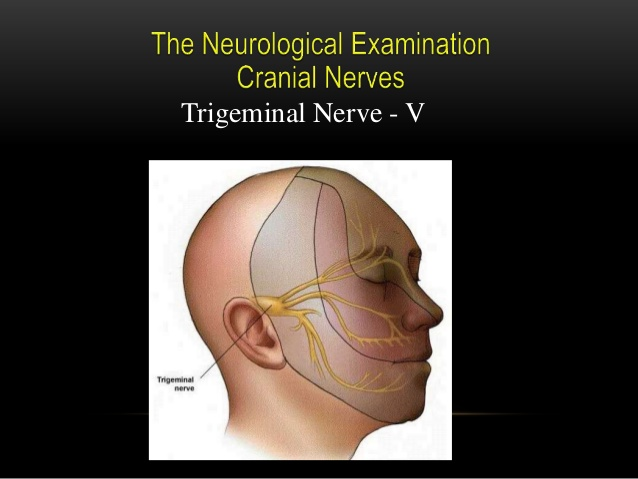 The Neurological Examination
Cranial Nerves
Trigeminal Nerve - V
Trigeminal
nerve